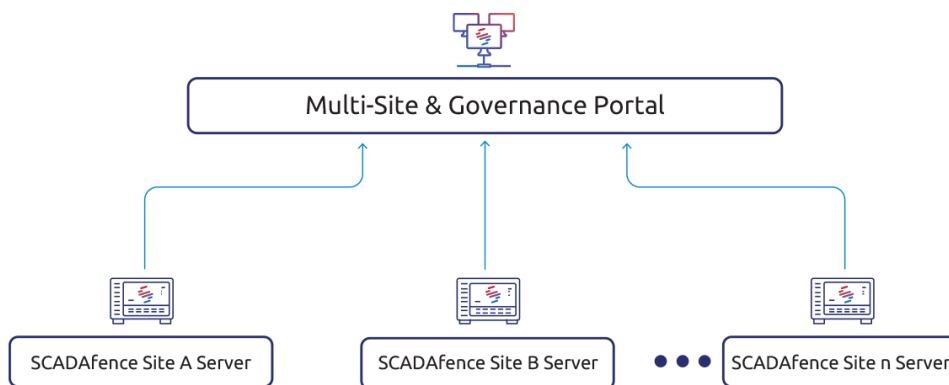 Multi-Site & Governance Portal
SCADAfence Site A Server
SCADAfence Site B Server
SCADAfence Site n Server